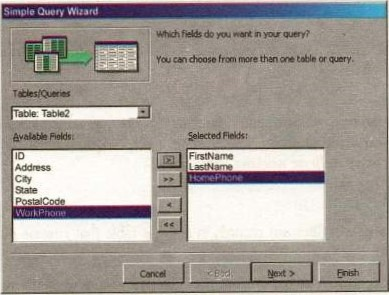 Simple Query Wizard
Which fields do you want in your query?
You can choose from more than one table or query.
Tables/Queries
Table: Table2
Available Fields:
ID
Address
City
State
PostalCode
WorkPhone
>
>>
<
<<
Selected Fields:
FirstName
LastName
HomePhone
Cancel
< Back
Next >
Finish